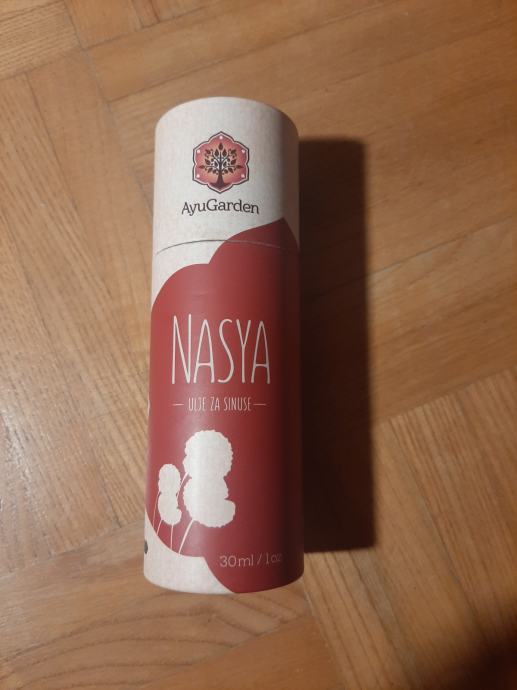 AyuGarden
NASYA
— ULJE ZA SINUSE —
30ml / 1oz